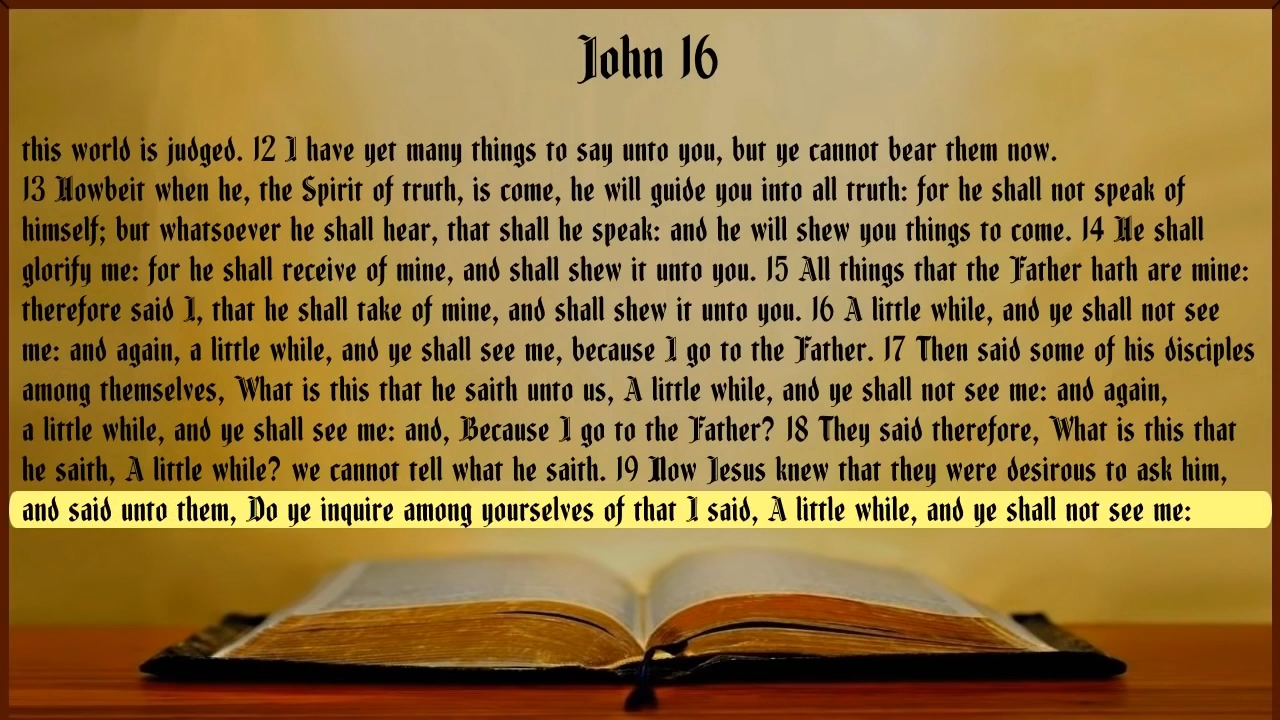 John 16
this world is judged. 12 I have yet many things to say unto you, but ye cannot bear them now.
13 Howbeit when he, the Spirit of truth, is come, he will guide you into all truth: for he shall not speak of
himself; but whatsoever he shall hear, that shall he speak: and he will shew you things to come. 14 He shall
glorify me: for he shall receive of mine, and shall shew it unto you. 15 All things that the Father hath are mine:
therefore said I, that he shall take of mine, and shall shew it unto you. 16 A little while, and ye shall not see
me: and again, a little while, and ye shall see me, because I go to the Father. 17 Then said some of his disciples
among themselves, What is this that he saith unto us, A little while, and ye shall not see me: and again,
a little while, and ye shall see me: and, Because I go to the Father? 18 They said therefore, What is this that
he saith, A little while? we cannot tell what he saith. 19 Now Jesus knew that they were desirous to ask him,
and said unto them, Do ye inquire among yourselves of that I said, A little while, and ye shall not see me: